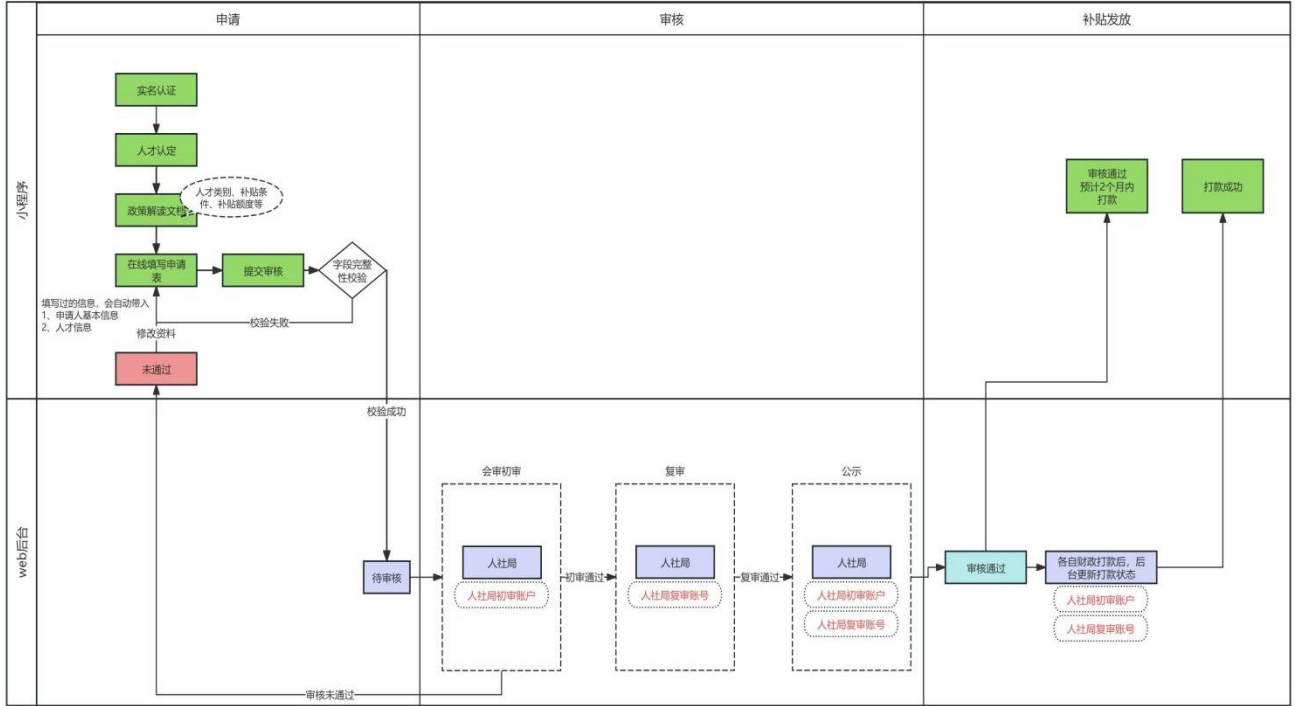 申请
审核
补贴发放
小程序
实名认证
人才认定
政策解读文档
人才类别、补贴条
件、补贴额度等
在线填写申请
表
提交审核
字段完整
性校验
填写过的信息，会自动带入
1、申请人基本信息
2、人才信息
校验失败
修改资料
未通过
审核通过
预计2个月内
打款
打款成功
web后台
校验成功
待审核
会审初审
人社局
人社局初审账户
初审通过
复审
人社局
人社局复审账号
复审通过
公示
人社局
人社局初审账户
人社局复审账号
审核通过
各自财政打款后，后
台更新打款状态
人社局初审账户
人社局复审账号
审核未通过